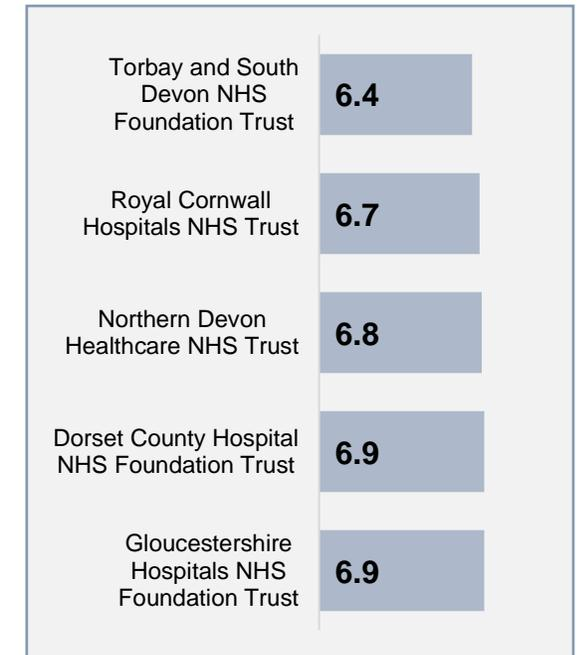 Torbay and South
Devon NHS
Foundation Trust
6.4
Royal Cornwall
Hospitals NHS Trust
6.7
Northern Devon
Healthcare NHS Trust
6.8
Dorset County Hospital
NHS Foundation Trust
6.9
Gloucestershire
Hospitals NHS
Foundation Trust
6.9